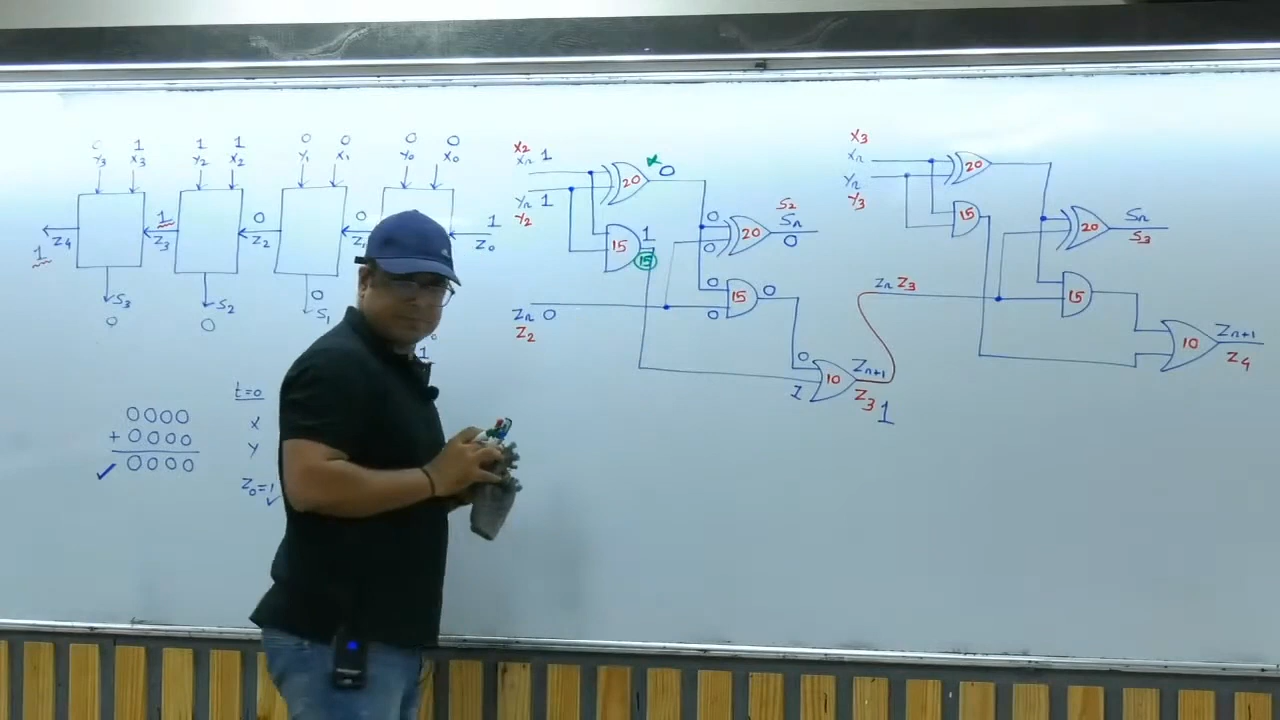 0 1 1 1 0 0 0 0
Y3 X3 Y2 X2 Y1 X1 Y0 X0
1 0 0 1
Z4 Z3 Z2 Z0
1
S3 S2 S1
0 0 0
1
t=0
0000 X
+ 0000 Y
✓ 0000
Z0=1 ✓
X2
Xn 1
Yn 1
Y2
20
* 0
15
1
15
0
0
20
S2
Sn
0
0
0
15
0
Zn 0
Z2
0
1
10
Zn+1
Z3 1
X3
Xn
Yn
Y3
20
15
20
Sn
S3
Zn Z3
15
10
Zn+1
Z4